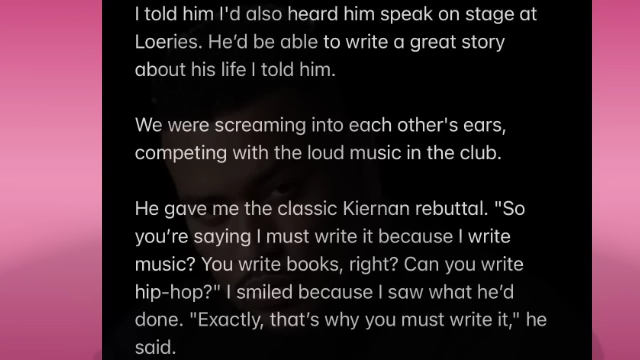 I told him I'd also heard him speak on stage at
Loeries. He’d be able to write a great story
about his life I told him.
We were screaming into each other's ears,
competing with the loud music in the club.
He gave me the classic Kiernan rebuttal. "So
you’re saying I must write it because I write
music? You write books, right? Can you write
hip-hop?" I smiled because I saw what he’d
done. "Exactly, that’s why you must write it," he
said.